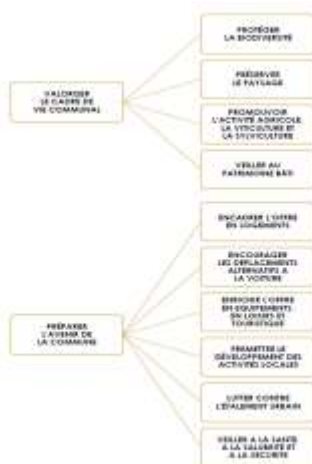 PROTÉGER
LA BIODIVERSITÉ
PRÉSERVER
LE PAYSAGE
VALORISER
LE CADRE DE
VIE COMMUNAL
PROMOUVOIR
L'ACTIVITÉ AGRICOLE
LA VITICULTURE ET
LA SYLVICULTURE
VEILLER AU
PATRIMOINE BÂTI
ENCADRER L'OFFRE
EN LOGEMENTS
ENCOURAGER
LES DÉPLACEMENTS
ALTERNATIFS A
LA VOITURE
ENRICHIR L'OFFRE
EN EQUIPEMENTS
EN LOISIRS ET
TOURISTIQUE
PRÉPARER
L'AVENIR DE
LA COMMUNE
PERMETTRE LE
DÉVELOPPEMENT DES
ACTIVITÉS LOCALES
LUTTER CONTRE
L'ÉTALEMENT URBAIN
VEILLER A LA SANTÉ
A LA SALUBRITÉ ET
A LA SÉCURITÉ